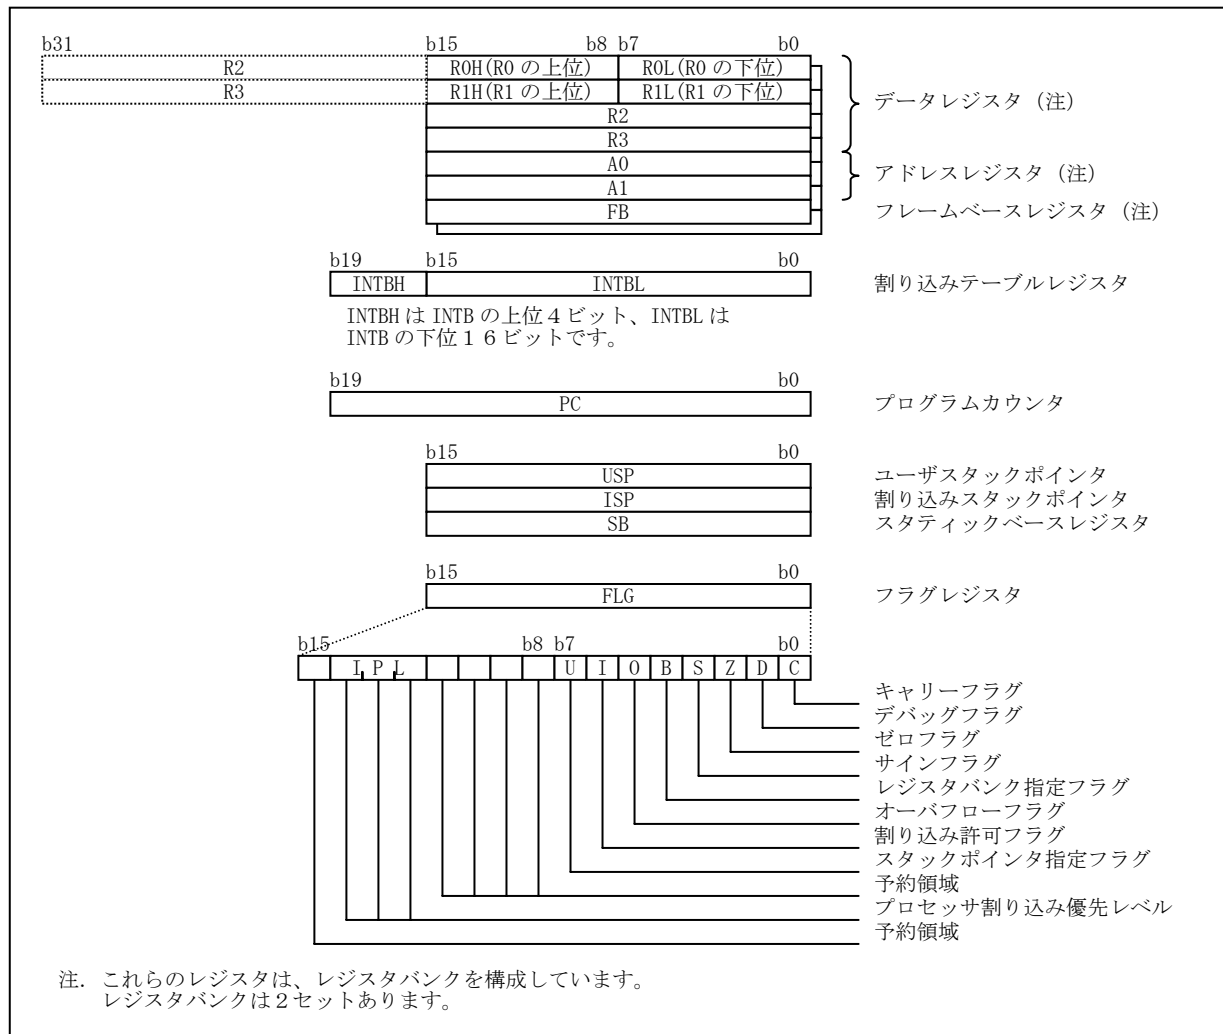 b31 b15 b8 b7 b0
R2 R0H(R0 の上位) R0L(R0 の下位)
R3 R1H(R1 の上位) R1L(R1 の下位)
データレジスタ (注)
R2
R3
A0
アドレスレジスタ (注)
A1
FB フレームベースレジスタ (注)
b19 b15 b0
INTBH INTBL 割り込みテーブルレジスタ
INTBH は INTB の上位４ビット、INTBL は
INTB の下位１６ビットです。
b19 b0
PC プログラムカウンタ
b15 b0
USP ユーザスタックポインタ
ISP 割り込みスタックポインタ
SB スタティックベースレジスタ
b15 b0
FLG フラグレジスタ
b15 b8 b7 b0
I P L U I O B S Z D C
キャリーフラグ
デバッグフラグ
ゼロフラグ
サインフラグ
レジスタバンク指定フラグ
オーバフローフラグ
割り込み許可フラグ
スタックポインタ指定フラグ
予約領域
プロセッサ割り込み優先レベル
予約領域
注. これらのレジスタは、レジスタバンクを構成しています。
レジスタバンクは２セットあります。